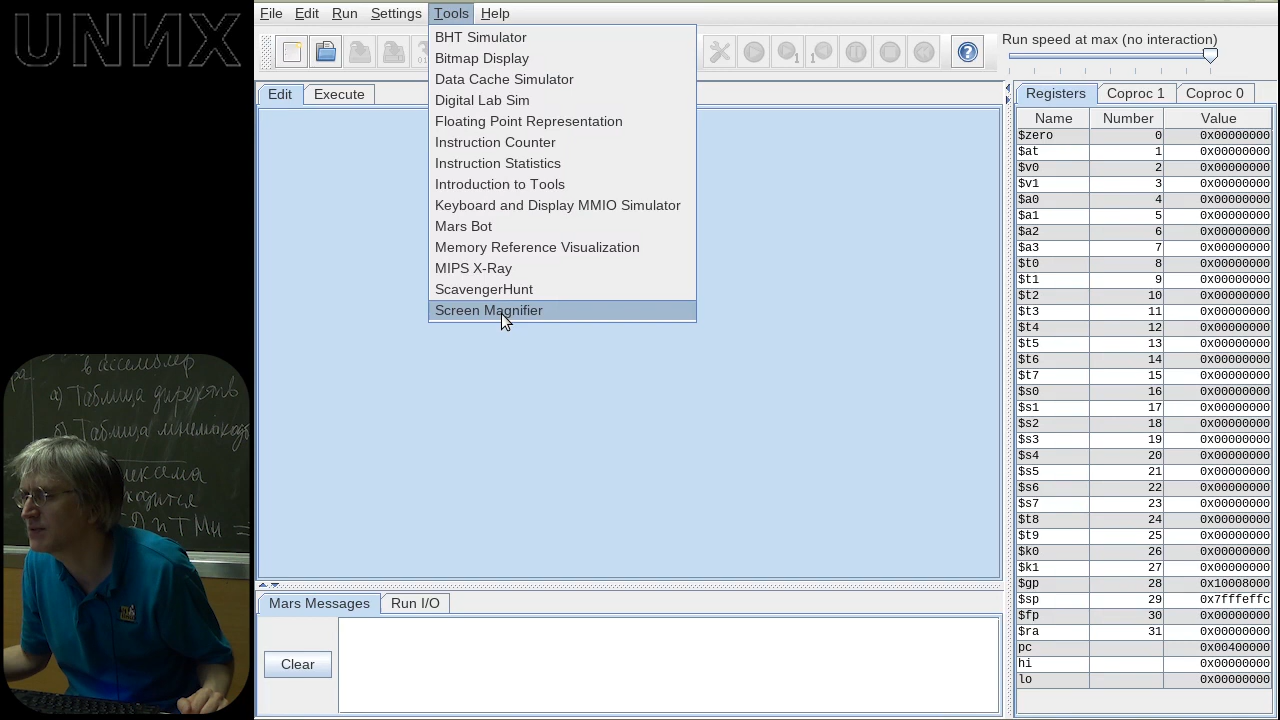 UNИX
File Edit Run Settings Tools Help
Run speed at max (no interaction)
BHT Simulator
Bitmap Display
Data Cache Simulator
Digital Lab Sim
Floating Point Representation
Instruction Counter
Instruction Statistics
Introduction to Tools
Keyboard and Display MMIO Simulator
Mars Bot
Memory Reference Visualization
MIPS X-Ray
ScavengerHunt
Screen Magnifier
Edit Execute
Registers Coproc 1 Coproc 0
Name Number Value
$zero 0 0x00000000
$at 1 0x00000000
$v0 2 0x00000000
$v1 3 0x00000000
$a0 4 0x00000000
$a1 5 0x00000000
$a2 6 0x00000000
$a3 7 0x00000000
$t0 8 0x00000000
$t1 9 0x00000000
$t2 10 0x00000000
$t3 11 0x00000000
$t4 12 0x00000000
$t5 13 0x00000000
$t6 14 0x00000000
$t7 15 0x00000000
$s0 16 0x00000000
$s1 17 0x00000000
$s2 18 0x00000000
$s3 19 0x00000000
$s4 20 0x00000000
$s5 21 0x00000000
$s6 22 0x00000000
$s7 23 0x00000000
$t8 24 0x00000000
$t9 25 0x00000000
$k0 26 0x00000000
$k1 27 0x00000000
$gp 28 0x10008000
$sp 29 0x7fffeffc
$fp 30 0x00000000
$ra 31 0x00000000
pc 0x00400000
hi 0x00000000
lo 0x00000000
Mars Messages Run I/O
Clear
в ассемблер
а) Таблица директив
б) Таблица мнемокод